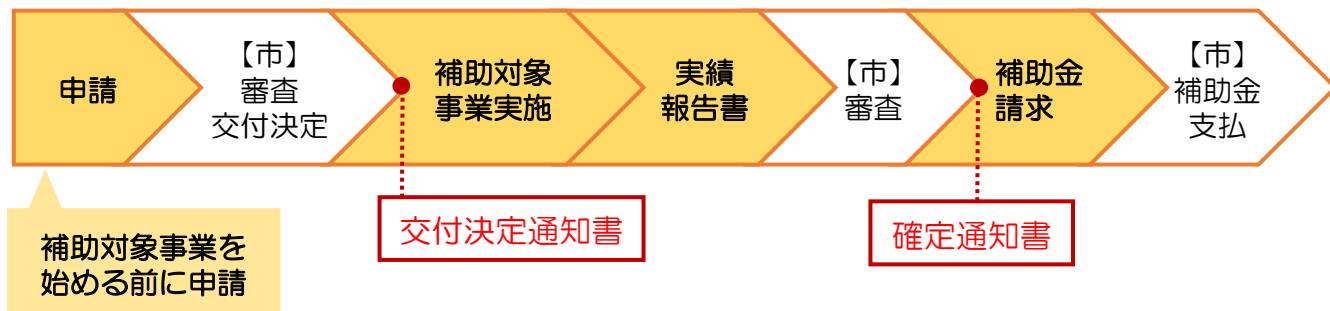 申請
【市】
審査
交付決定
補助対象
事業実施
実績
報告書
【市】
審査
補助金
請求
【市】
補助金
支払
交付決定通知書
確定通知書
補助対象事業を
始める前に申請